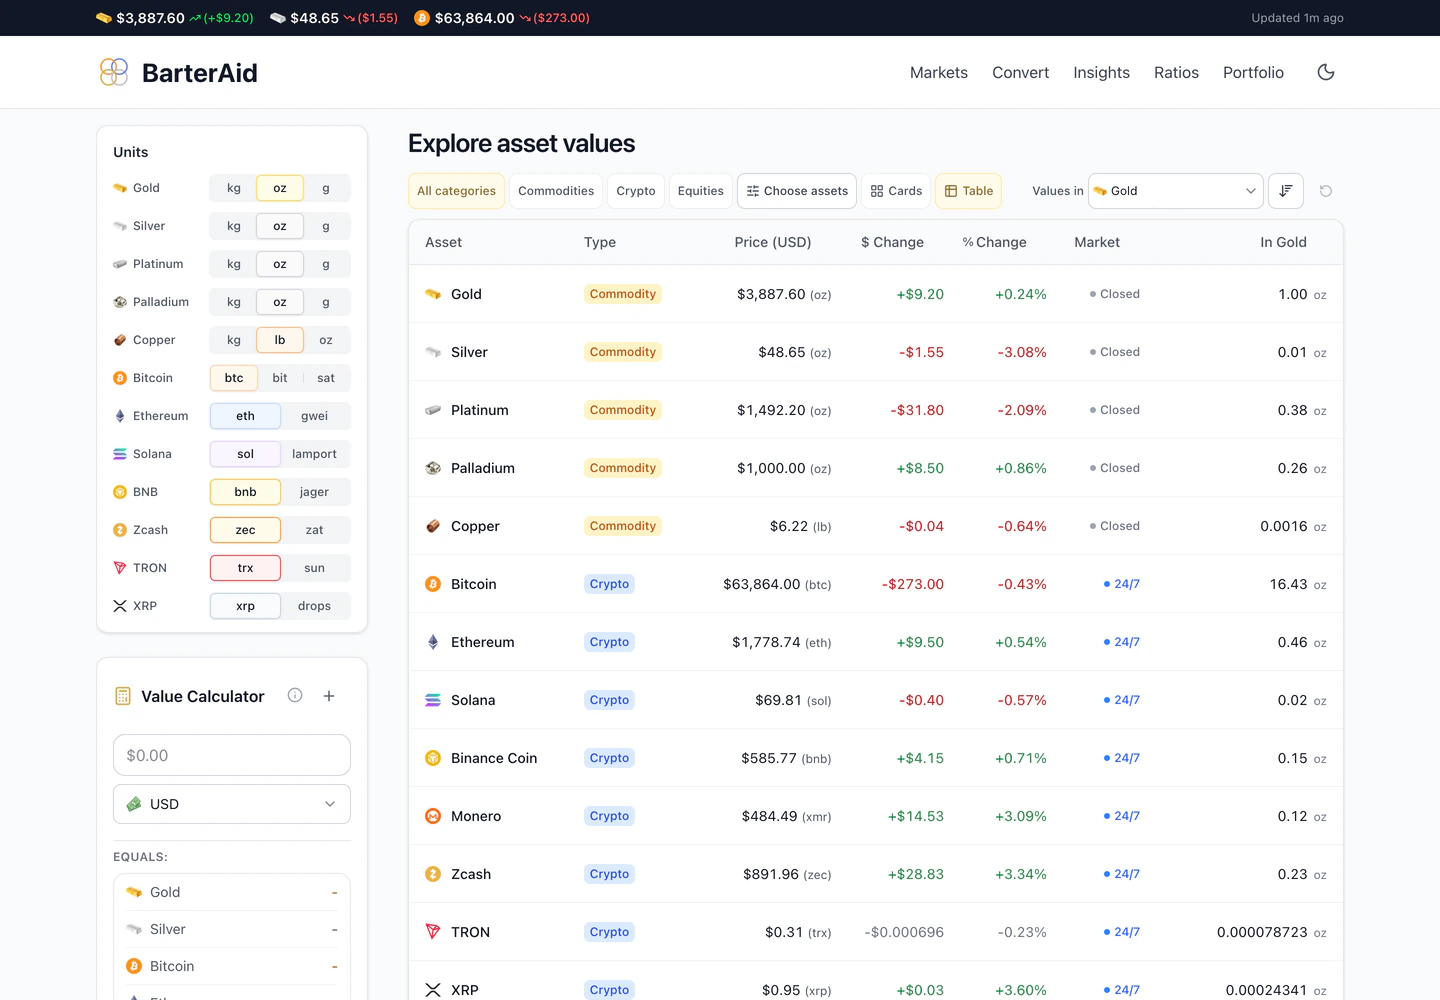 $3,887.60 (+$9.20) $48.65 ($1.55) $63,864.00 ($273.00) Updated 1m ago
BarterAid Markets Convert Insights Ratios Portfolio
Units
Gold kg oz g
Silver kg oz g
Platinum kg oz g
Palladium kg oz g
Copper kg lb oz
Bitcoin btc bit sat
Ethereum eth gwei
Solana sol lamport
BNB bnb jager
Zcash zec zat
TRON trx sun
XRP xrp drops
Value Calculator
$0.00
USD
EQUALS:
Gold -
Silver -
Bitcoin -
Explore asset values
All categories Commodities Crypto Equities Choose assets Cards Table Values in Gold
Asset Type Price (USD) $ Change % Change Market In Gold
Gold Commodity $3,887.60 (oz) +$9.20 +0.24% Closed 1.00 oz
Silver Commodity $48.65 (oz) -$1.55 -3.08% Closed 0.01 oz
Platinum Commodity $1,492.20 (oz) -$31.80 -2.09% Closed 0.38 oz
Palladium Commodity $1,000.00 (oz) +$8.50 +0.86% Closed 0.26 oz
Copper Commodity $6.22 (lb) -$0.04 -0.64% Closed 0.0016 oz
Bitcoin Crypto $63,864.00 (btc) -$273.00 -0.43% 24/7 16.43 oz
Ethereum Crypto $1,778.74 (eth) +$9.50 +0.54% 24/7 0.46 oz
Solana Crypto $69.81 (sol) -$0.40 -0.57% 24/7 0.02 oz
Binance Coin Crypto $585.77 (bnb) +$4.15 +0.71% 24/7 0.15 oz
Monero Crypto $484.49 (xmr) +$14.53 +3.09% 24/7 0.12 oz
Zcash Crypto $891.96 (zec) +$28.83 +3.34% 24/7 0.23 oz
TRON Crypto $0.31 (trx) -$0.000696 -0.23% 24/7 0.000078723 oz
XRP Crypto $0.95 (xrp) +$0.03 +3.60% 24/7 0.00024341 oz